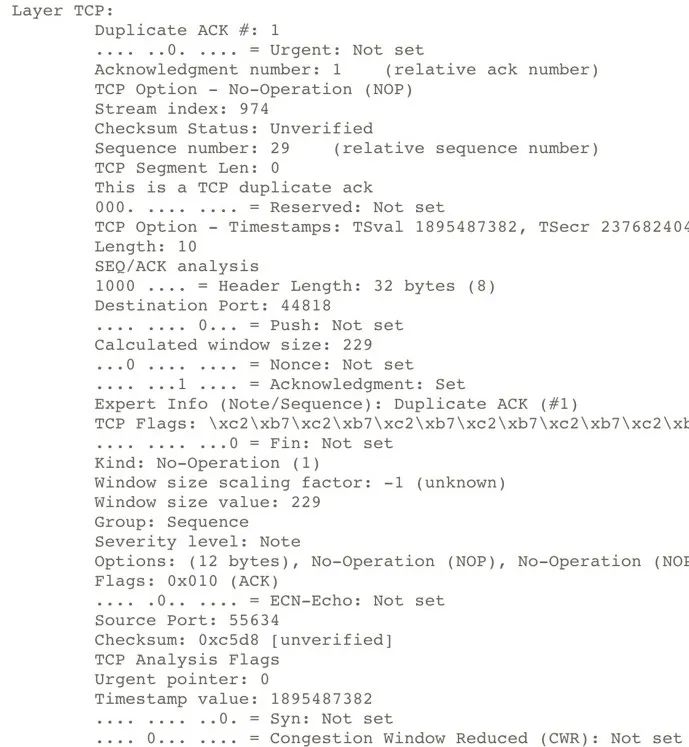 Layer TCP:
Duplicate ACK #: 1
.... ..0. .... = Urgent: Not set
Acknowledgment number: 1    (relative ack number)
TCP Option - No-Operation (NOP)
Stream index: 974
Checksum Status: Unverified
Sequence number: 29    (relative sequence number)
TCP Segment Len: 0
This is a TCP duplicate ack
000. .... .... = Reserved: Not set
TCP Option - Timestamps: TSval 1895487382, TSecr 237682404
Length: 10
SEQ/ACK analysis
1000 .... = Header Length: 32 bytes (8)
Destination Port: 44818
.... .... 0... = Push: Not set
Calculated window size: 229
...0 .... .... = Nonce: Not set
.... ...1 .... = Acknowledgment: Set
Expert Info (Note/Sequence): Duplicate ACK (#1)
TCP Flags: \xc2\xb7\xc2\xb7\xc2\xb7\xc2\xb7\xc2\xb7\xc2\xb
.... .... ...0 = Fin: Not set
Kind: No-Operation (1)
Window size scaling factor: -1 (unknown)
Window size value: 229
Group: Sequence
Severity level: Note
Options: (12 bytes), No-Operation (NOP), No-Operation (NOP
Flags: 0x010 (ACK)
.... .0.. .... = ECN-Echo: Not set
Source Port: 55634
Checksum: 0xc5d8 [unverified]
TCP Analysis Flags
Urgent pointer: 0
Timestamp value: 1895487382
.... .... ..0. = Syn: Not set
.... 0... .... = Congestion Window Reduced (CWR): Not set